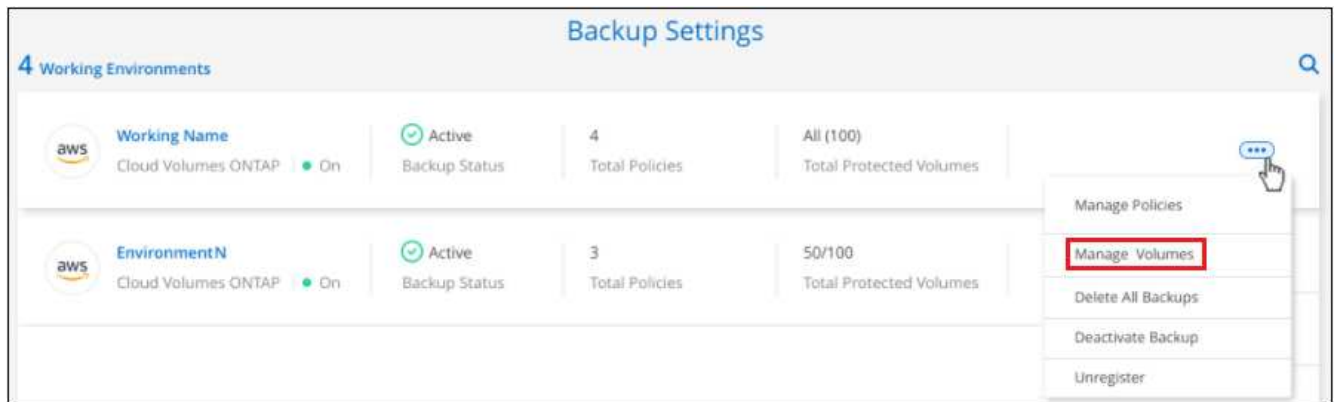 Backup Settings
4 Working Environments
aws
Working Name
Cloud Volumes ONTAP
On
Active
Backup Status
4
Total Policies
All (100)
Total Protected Volumes
Manage Policies
Manage Volumes
Delete All Backups
Deactivate Backup
Unregister
aws
EnvironmentN
Cloud Volumes ONTAP
On
Active
Backup Status
3
Total Policies
50/100
Total Protected Volumes